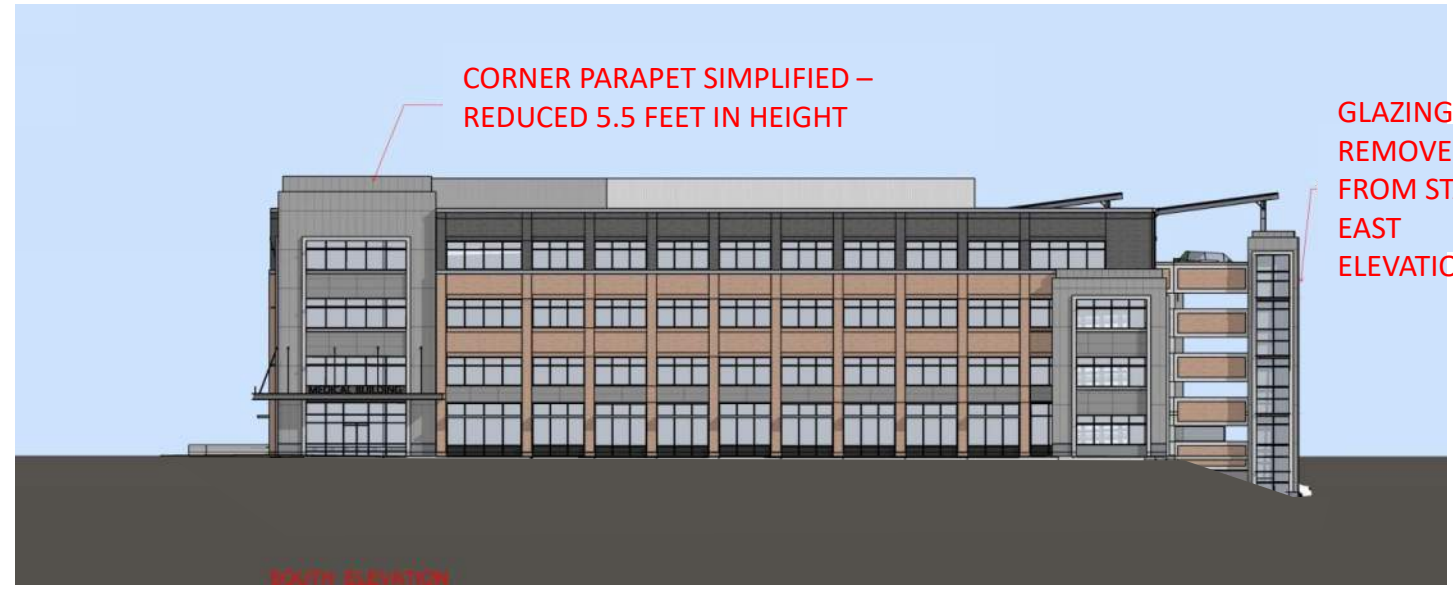 CORNER PARAPET SIMPLIFIED –
REDUCED 5.5 FEET IN HEIGHT
GLAZING
REMOVE
FROM ST
EAST
ELEVATIO
MEDICAL BUILDING
SOUTH ELEVATION